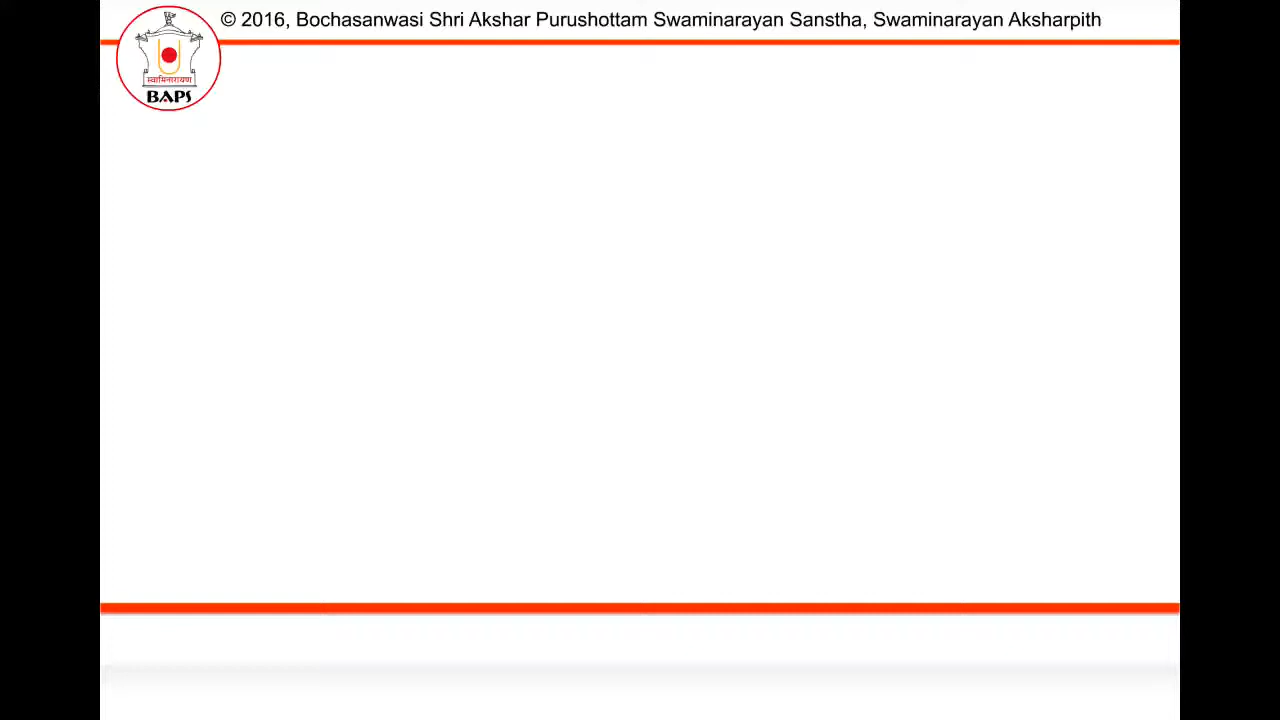 © 2016, Bochasanwasi Shri Akshar Purushottam Swaminarayan Sanstha, Swaminarayan Aksharpith
स्वामिनारायण
BAPS